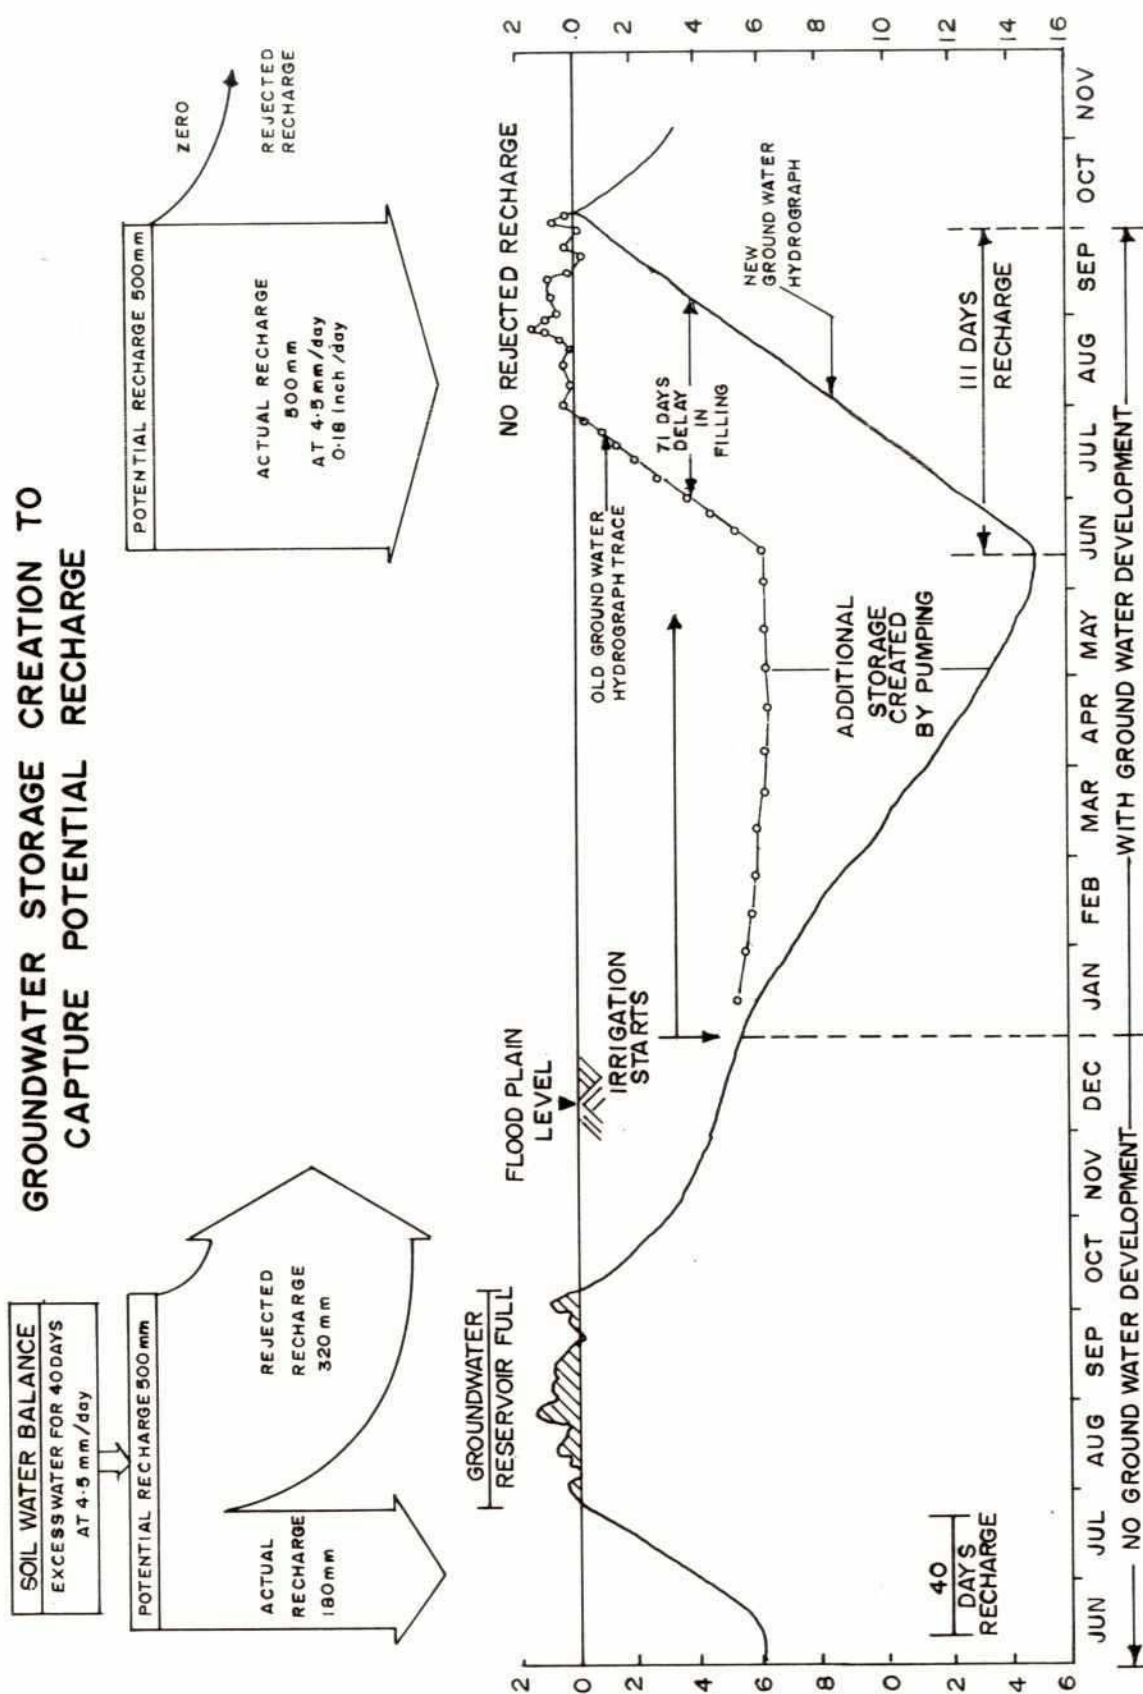 GROUNDWATER STORAGE CREATION TO
CAPTURE POTENTIAL RECHARGE
SOIL WATER BALANCE
EXCESS WATER FOR 40 DAYS
AT 4·5 mm/day
POTENTIAL RECHARGE 500mm
ACTUAL
RECHARGE
180mm
REJECTED
RECHARGE
320mm
POTENTIAL RECHARGE 500mm
ACTUAL RECHARGE
500mm
AT 4·5mm/day
0·18 inch/day
ZERO
REJECTED
RECHARGE
GROUNDWATER
RESERVOIR FULL
FLOOD PLAIN
LEVEL
IRRIGATION
STARTS
NO REJECTED RECHARGE
OLD GROUND WATER
HYDROGRAPH TRACE
71 DAYS
DELAY
IN
FILLING
NEW
GROUND WATER
HYDROGRAPH
ADDITIONAL
STORAGE
CREATED
BY PUMPING
40
DAYS
RECHARGE
111 DAYS
RECHARGE
2
0
2
4
6
8
0
2
4
6
2
.0
2
4
6
8
10
12
14
16
JUN JUL AUG SEP OCT NOV DEC JAN FEB MAR APR MAY JUN JUL AUG SEP OCT NOV
NO GROUND WATER DEVELOPMENT
WITH GROUND WATER DEVELOPMENT